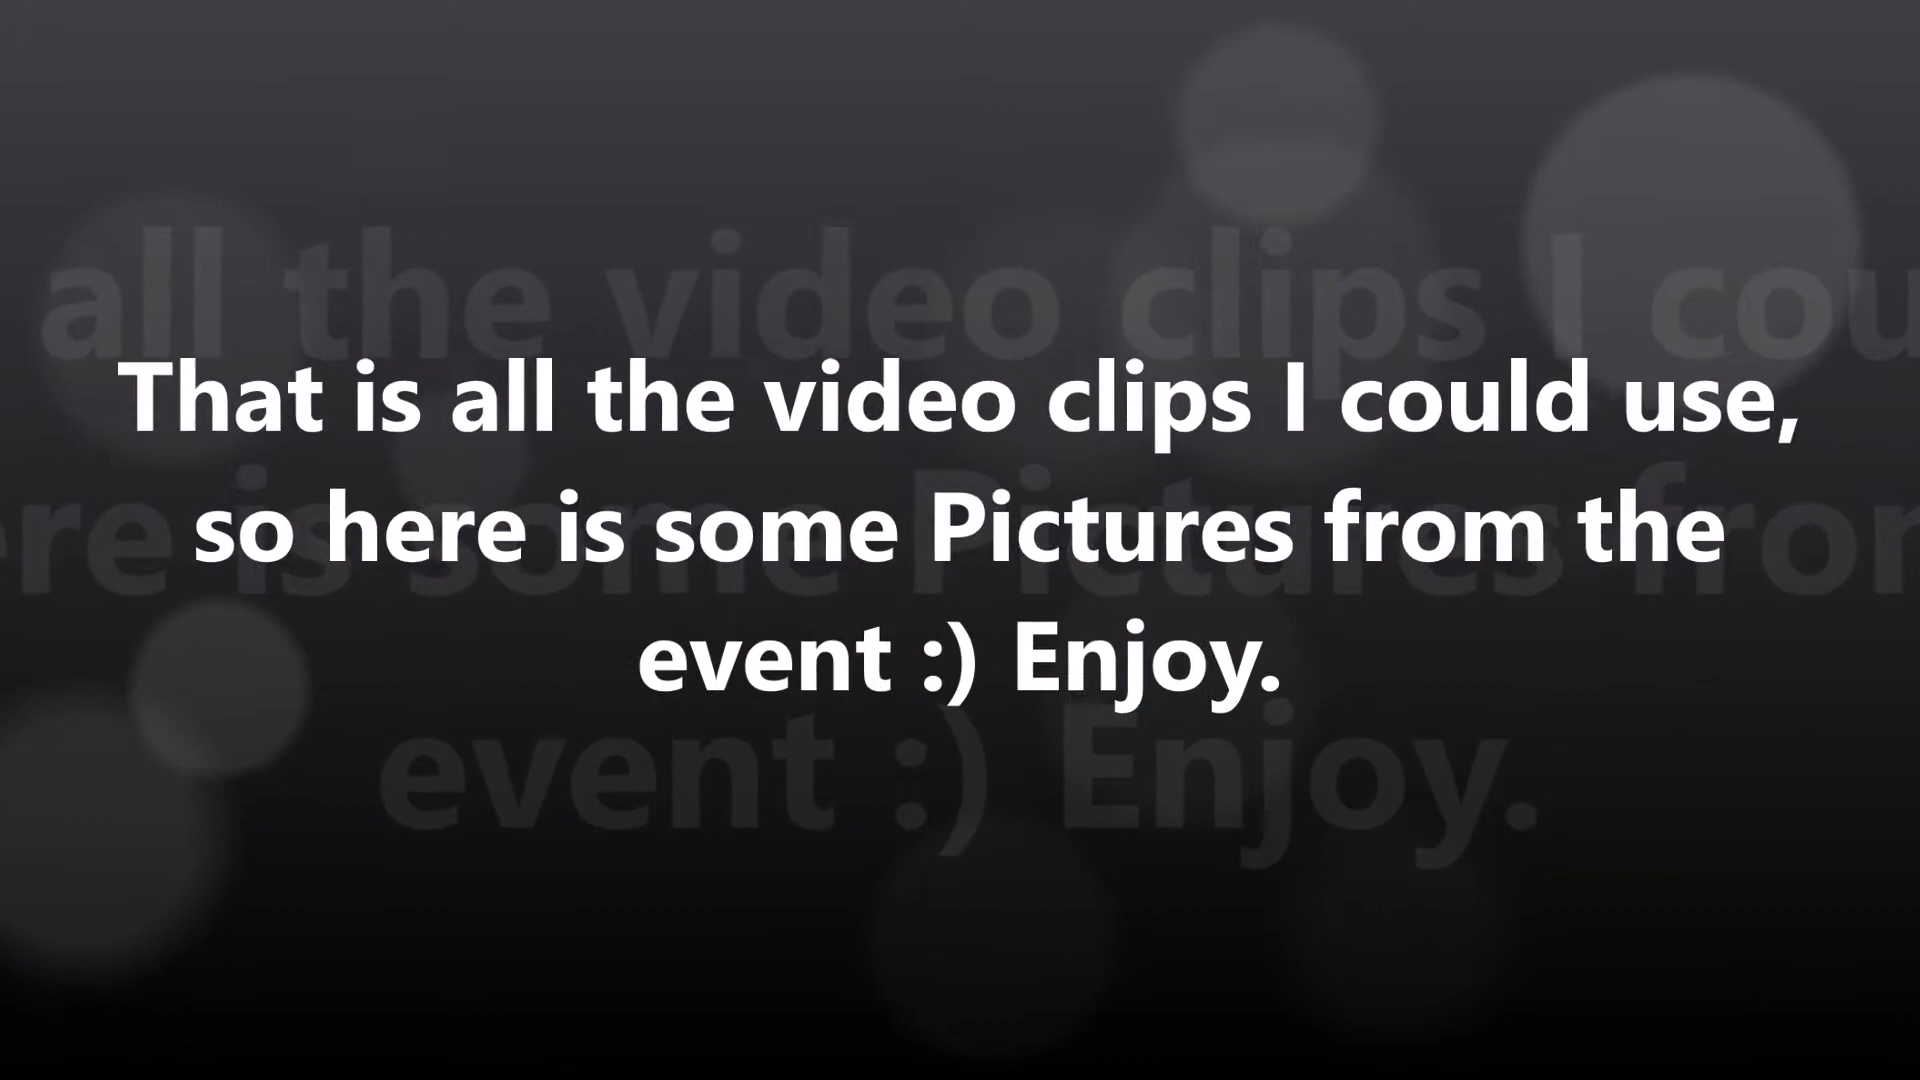 That is all the video clips I could use,
so here is some Pictures from the
event :) Enjoy.